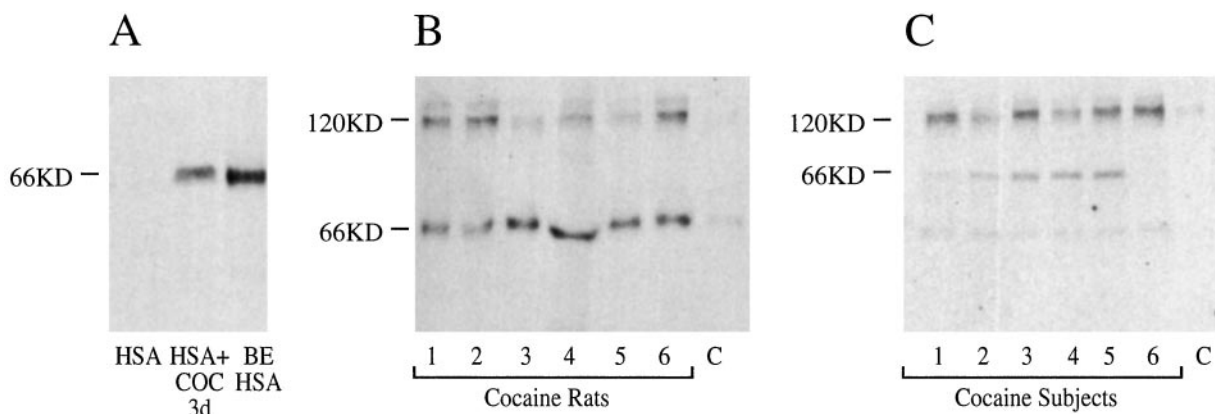 A
66KD
HSA HSA+ BE
COC HSA
3d
B
120KD
66KD
1 2 3 4 5 6 C
Cocaine Rats
C
120KD
66KD
1 2 3 4 5 6 C
Cocaine Subjects